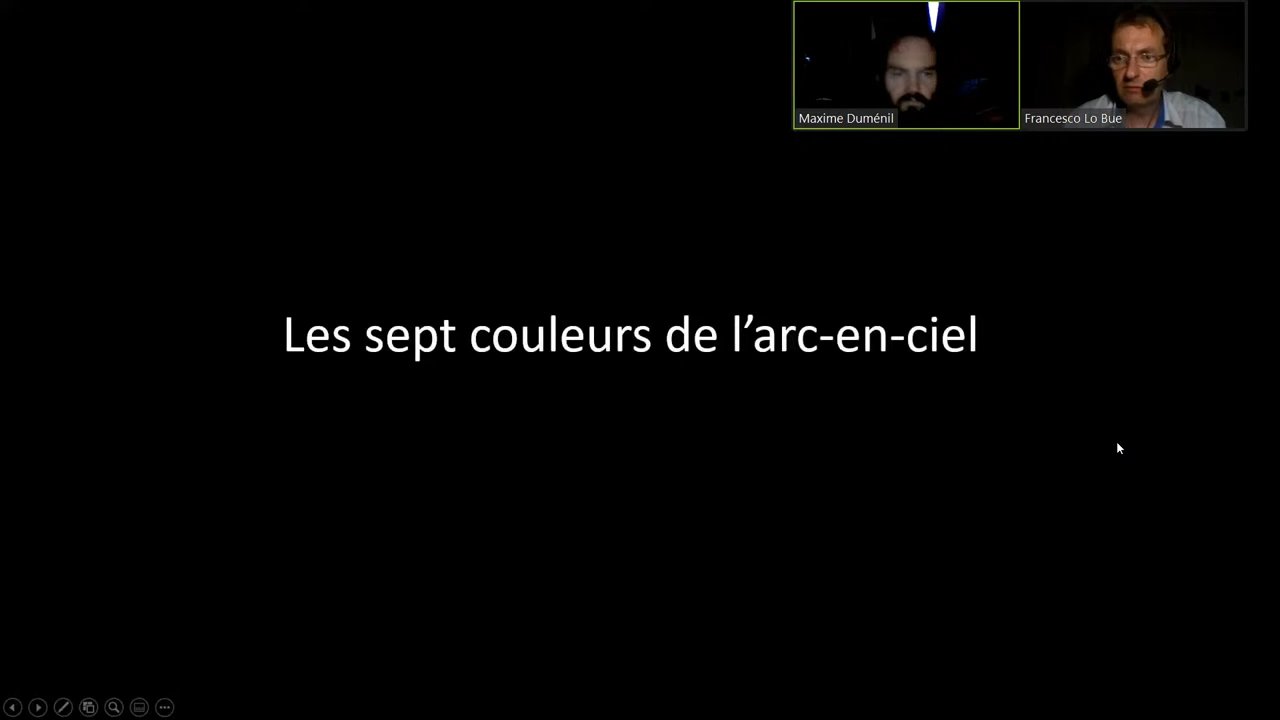 Maxime Duménil
Francesco Lo Bue
Les sept couleurs de l’arc-en-ciel